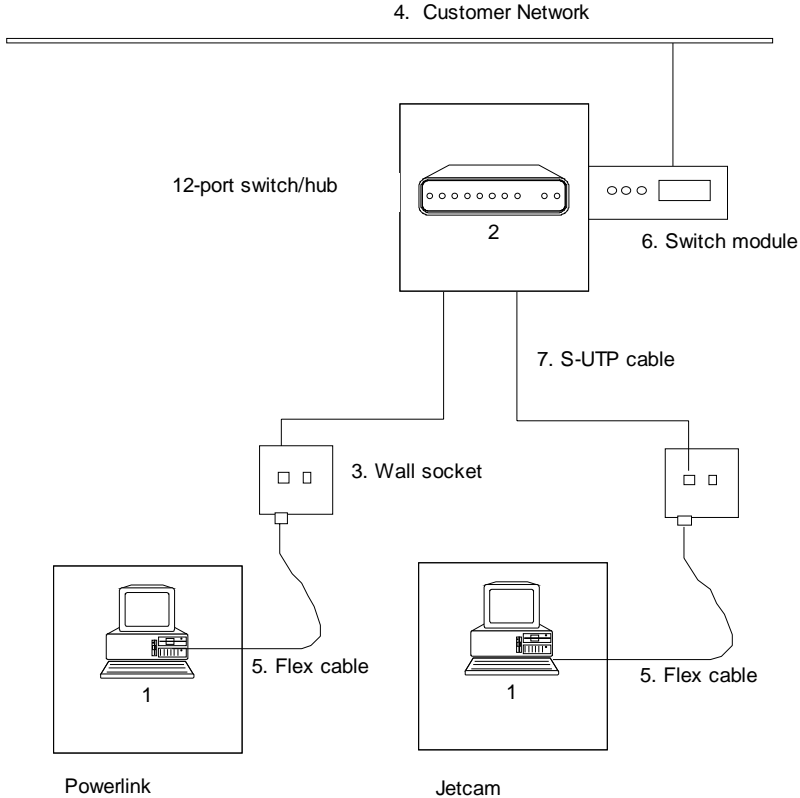 4. Customer Network
12-port switch/hub
2
6. Switch module
7. S-UTP cable
3. Wall socket
5. Flex cable
1
5. Flex cable
1
Powerlink
Jetcam